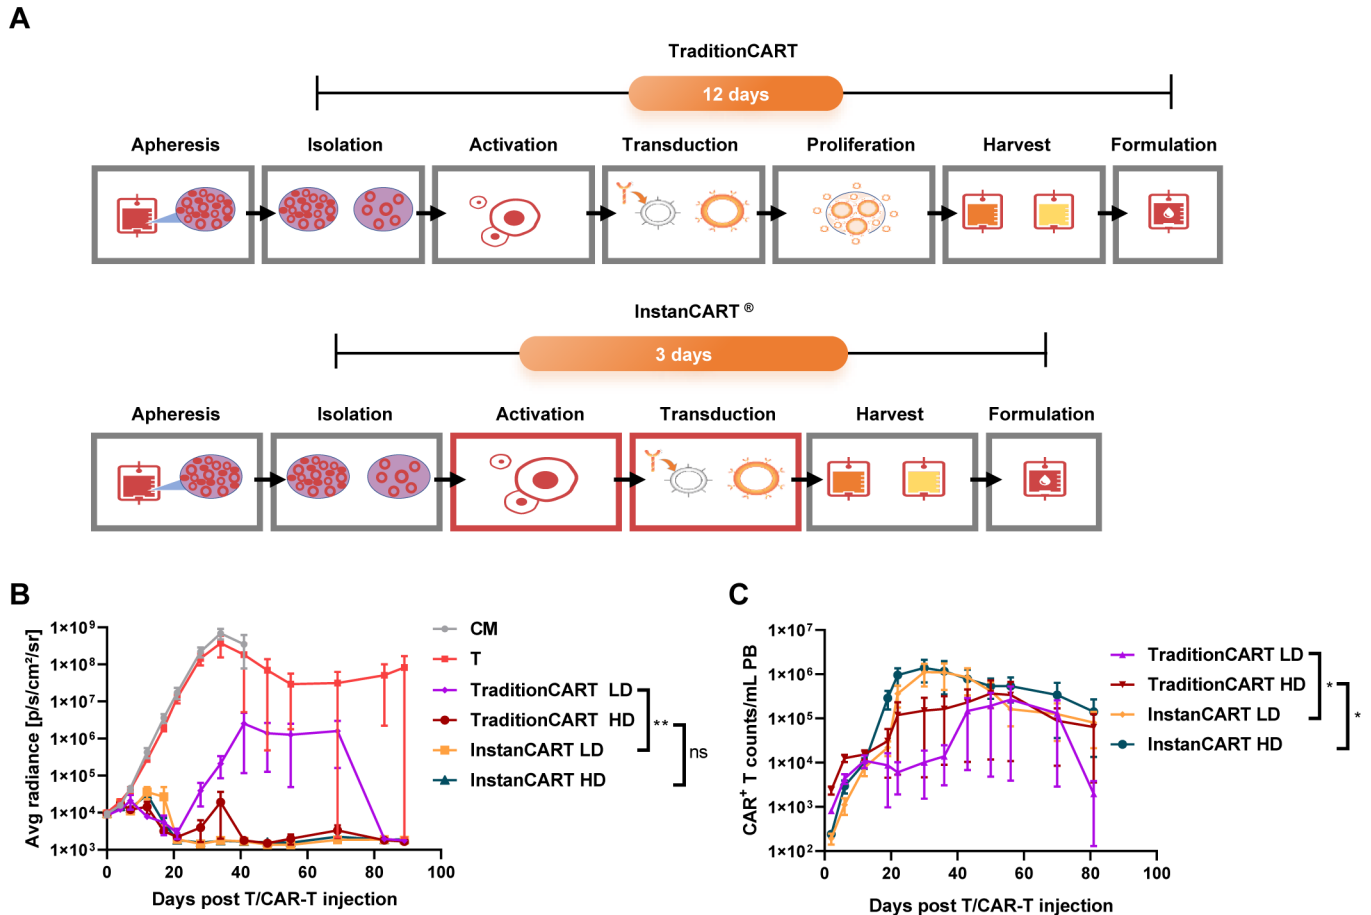 A
TraditionCART
12 days
Apheresis Isolation Activation Transduction Proliferation Harvest Formulation
InstanCART ®
3 days
Apheresis Isolation Activation Transduction Harvest Formulation
B
Avg radiance [p/s/cm²/sr]
1×10⁹
1×10⁸
1×10⁷
1×10⁶
1×10⁵
1×10⁴
1×10³
0 20 40 60 80 100
Days post T/CAR-T injection
CM
T
TraditionCART LD
TraditionCART HD
InstanCART LD
InstanCART HD
**
ns
C
CAR⁺ T counts/mL PB
1×10⁷
1×10⁶
1×10⁵
1×10⁴
1×10³
1×10²
0 20 40 60 80 100
Days post T/CAR-T injection
TraditionCART LD
TraditionCART HD
InstanCART LD
InstanCART HD
*
*